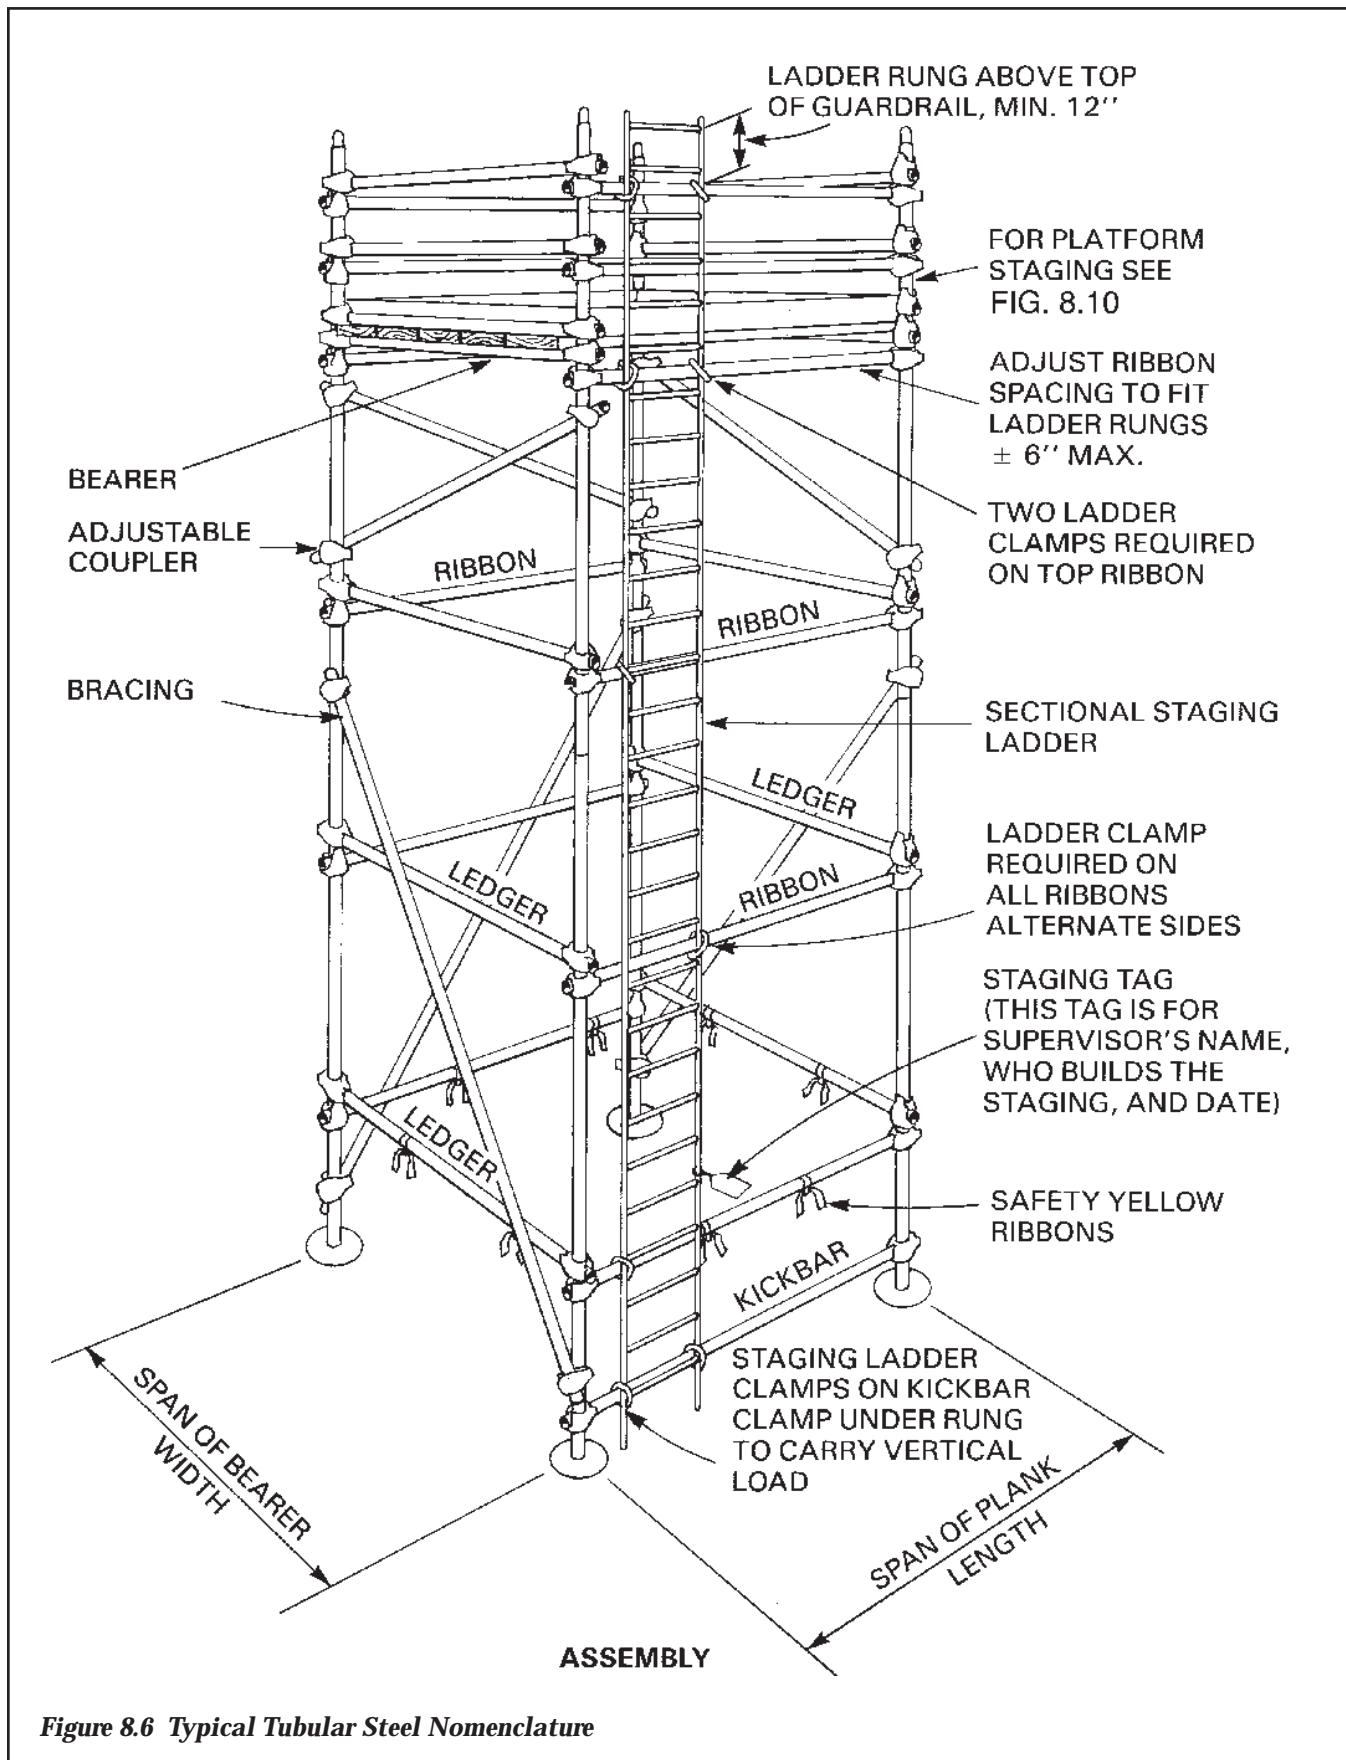 LADDER RUNG ABOVE TOP
OF GUARDRAIL, MIN. 12''
FOR PLATFORM
STAGING SEE
FIG. 8.10
ADJUST RIBBON
SPACING TO FIT
LADDER RUNGS
± 6'' MAX.
BEARER
ADJUSTABLE
COUPLER
TWO LADDER
CLAMPS REQUIRED
ON TOP RIBBON
RIBBON
RIBBON
BRACING
SECTIONAL STAGING
LADDER
LEDGER
LADDER CLAMP
REQUIRED ON
ALL RIBBONS
ALTERNATE SIDES
LEDGER
RIBBON
STAGING TAG
(THIS TAG IS FOR
SUPERVISOR'S NAME,
WHO BUILDS THE
STAGING, AND DATE)
LEDGER
SAFETY YELLOW
RIBBONS
KICKBAR
STAGING LADDER
CLAMPS ON KICKBAR
CLAMP UNDER RUNG
TO CARRY VERTICAL
LOAD
SPAN OF BEARER
WIDTH
SPAN OF PLANK
LENGTH
ASSEMBLY
Figure 8.6 Typical Tubular Steel Nomenclature